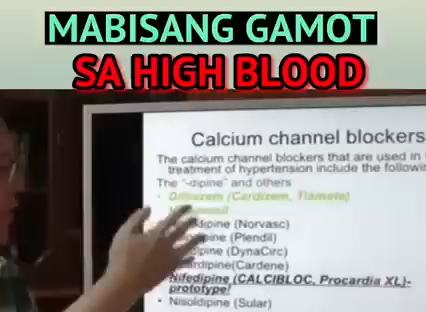 MABISANG GAMOT
SA HIGH BLOOD
Calcium channel blockers
The calcium channel blockers that are used in
treatment of hypertension include the
The "-dipine" and others
• Diltiazem (Cardizem, Tiamate)
(Norvasc)
(Plendil)
(DynaCirc)
(Cardene)
Nifedipine (CALCIBLOC, Procardia XL)-
prototype!
• Nisoldipine (Sular)